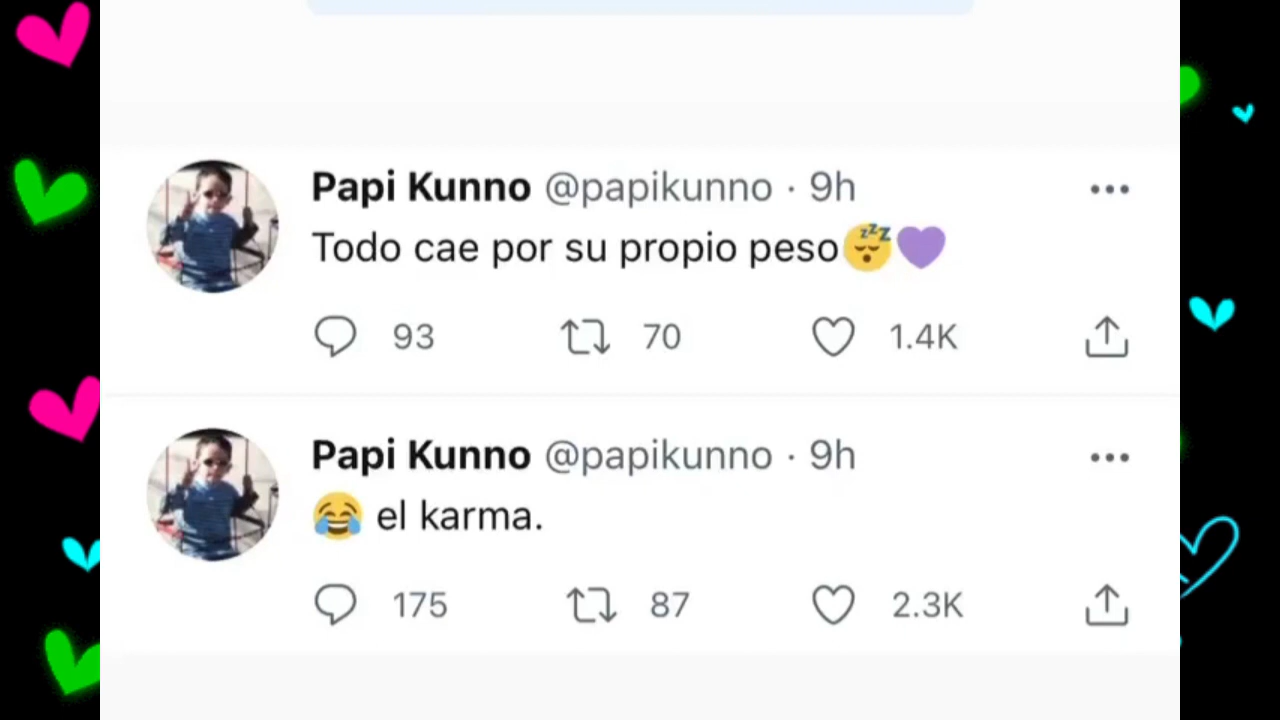 Papi Kunno @papikunno · 9h
Todo cae por su propio peso😴💜
93 70 1.4K
Papi Kunno @papikunno · 9h
😂 el karma.
175 87 2.3K